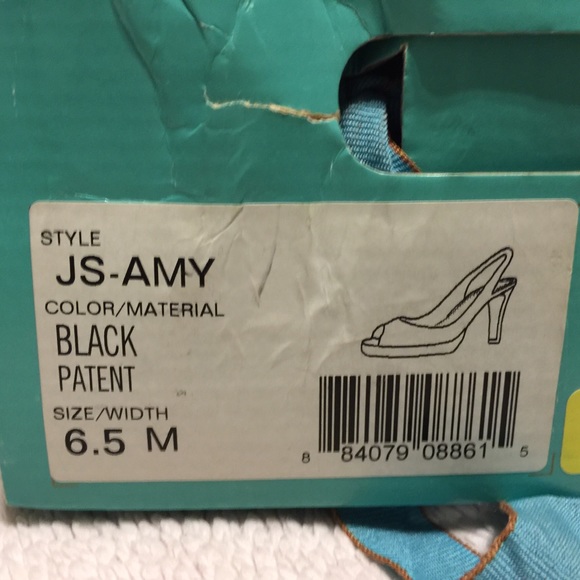 STYLE
JS-AMY
COLOR/MATERIAL
BLACK
PATENT
SIZE/WIDTH
6.5 M
8 84079 08861 5